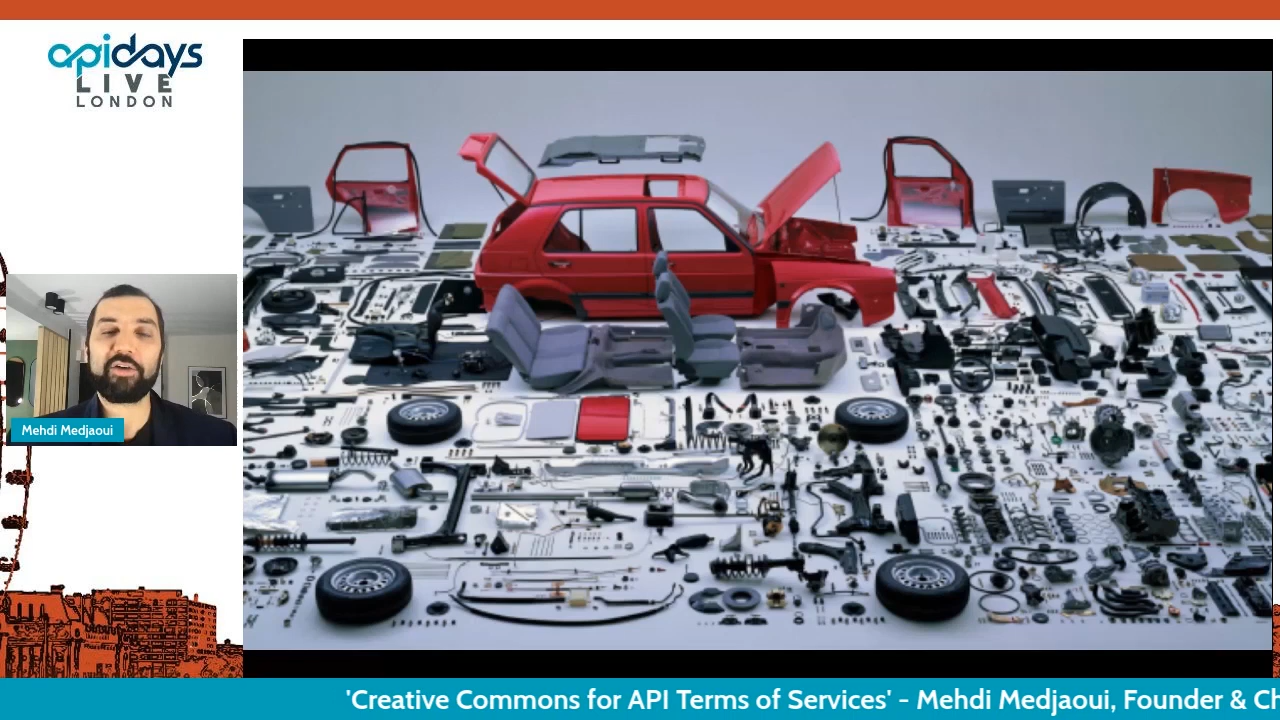 apidays
LIVE
LONDON
Mehdi Medjaoui
'Creative Commons for API Terms of Services' - Mehdi Medjaoui, Founder & Ch